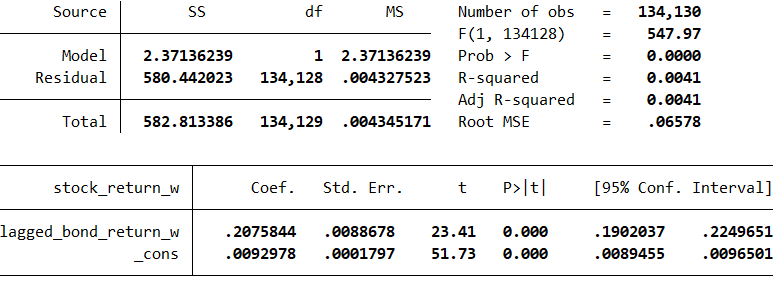 Source SS df MS Number of obs = 134,130
F(1, 134128) = 547.97
Model 2.37136239 1 2.37136239 Prob > F = 0.0000
Residual 580.442023 134,128 .004327523 R-squared = 0.0041
Adj R-squared = 0.0041
Total 582.813386 134,129 .004345171 Root MSE = .06578
stock_return_w Coef. Std. Err. t P>|t| [95% Conf. Interval]
lagged_bond_return_w .2075844 .0088678 23.41 0.000 .1902037 .2249651
_cons .0092978 .0001797 51.73 0.000 .0089455 .0096501